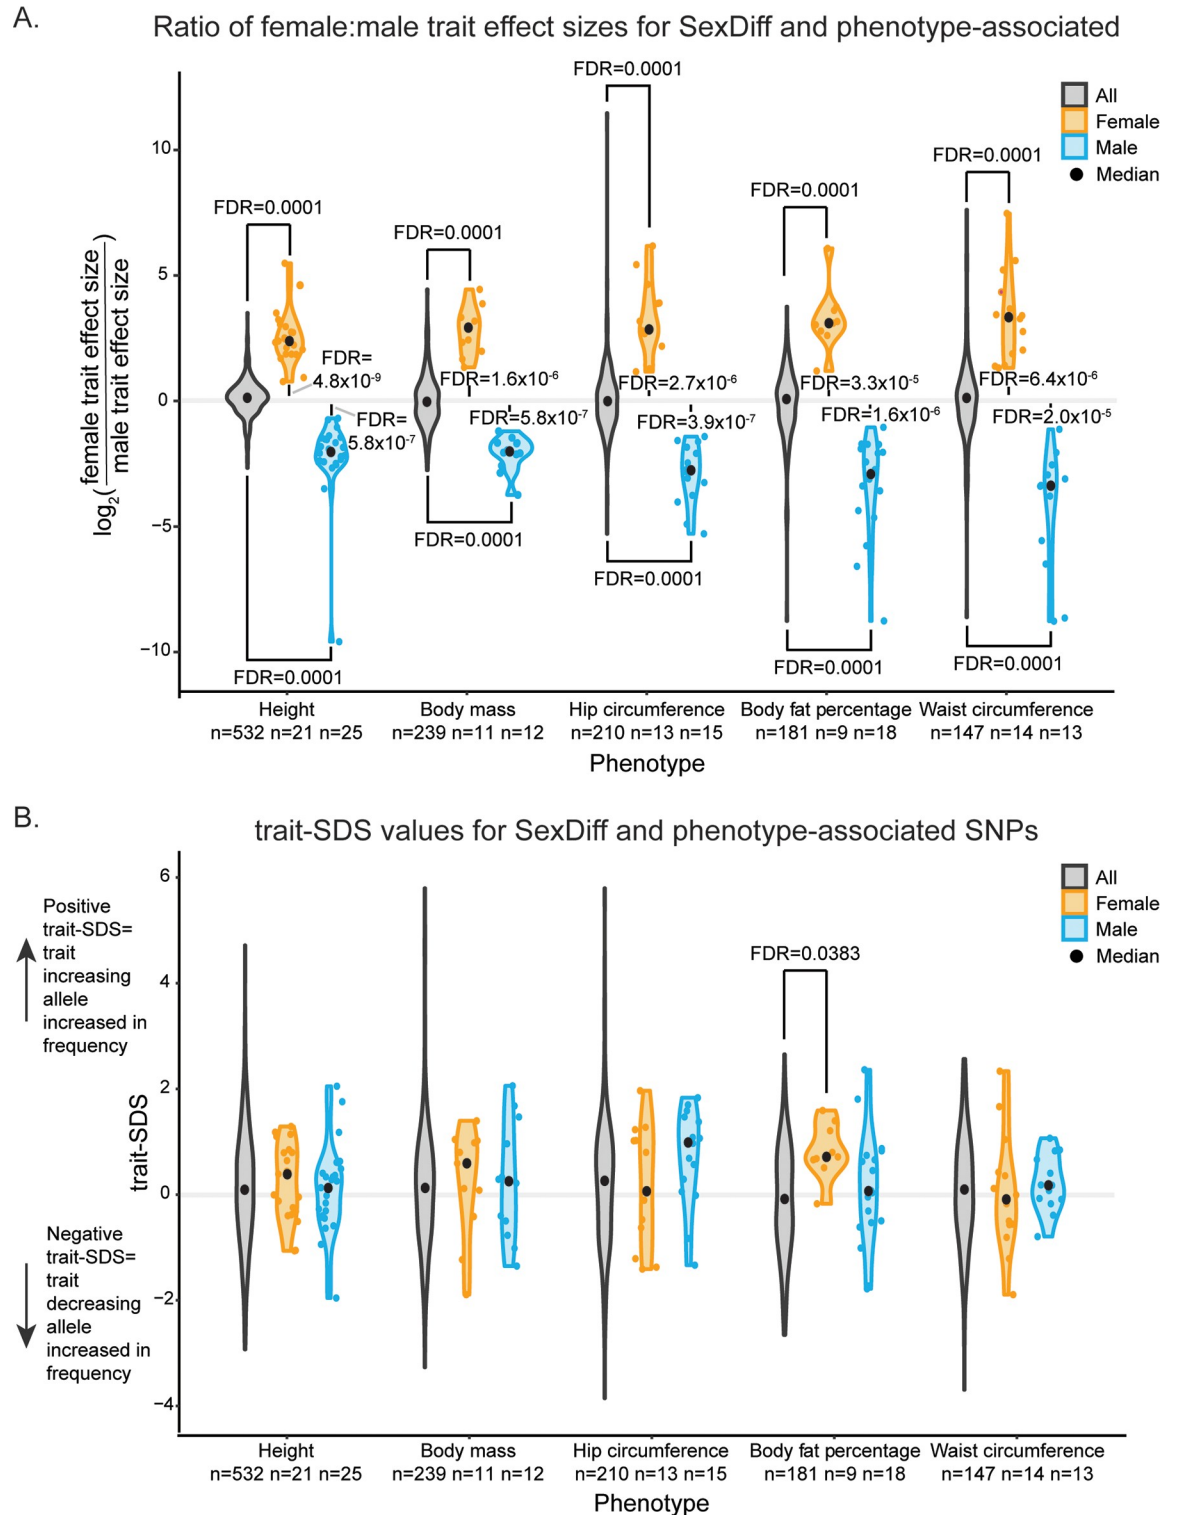 A.
Ratio of female:male trait effect sizes for SexDiff and phenotype-associated
FDR=0.0001
All
Female
Male
Median
10
FDR=0.0001
FDR=0.0001
FDR=0.0001
FDR=0.0001
5
log₂(female trait effect size
male trait effect size)
FDR=
4.8x10⁻⁹
FDR=1.6x10⁻⁶
FDR=2.7x10⁻⁶
FDR=3.3x10⁻⁵
FDR=6.4x10⁻⁶
0
FDR=
5.8x10⁻⁷
FDR=5.8x10⁻⁷
FDR=3.9x10⁻⁷
FDR=1.6x10⁻⁶
FDR=2.0x10⁻⁵
−5
FDR=0.0001
FDR=0.0001
−10
FDR=0.0001
FDR=0.0001
FDR=0.0001
Height Body mass Hip circumference Body fat percentage Waist circumference
n=532 n=21 n=25 n=239 n=11 n=12 n=210 n=13 n=15 n=181 n=9 n=18 n=147 n=14 n=13
Phenotype
B.
trait-SDS values for SexDiff and phenotype-associated SNPs
All
Female
Male
Median
Positive
trait-SDS=
trait
increasing
allele
increased in
frequency
Negative
trait-SDS=
trait
decreasing
allele
increased in
frequency
trait-SDS
6
4
2
0
−2
−4
FDR=0.0383
Height Body mass Hip circumference Body fat percentage Waist circumference
n=532 n=21 n=25 n=239 n=11 n=12 n=210 n=13 n=15 n=181 n=9 n=18 n=147 n=14 n=13
Phenotype